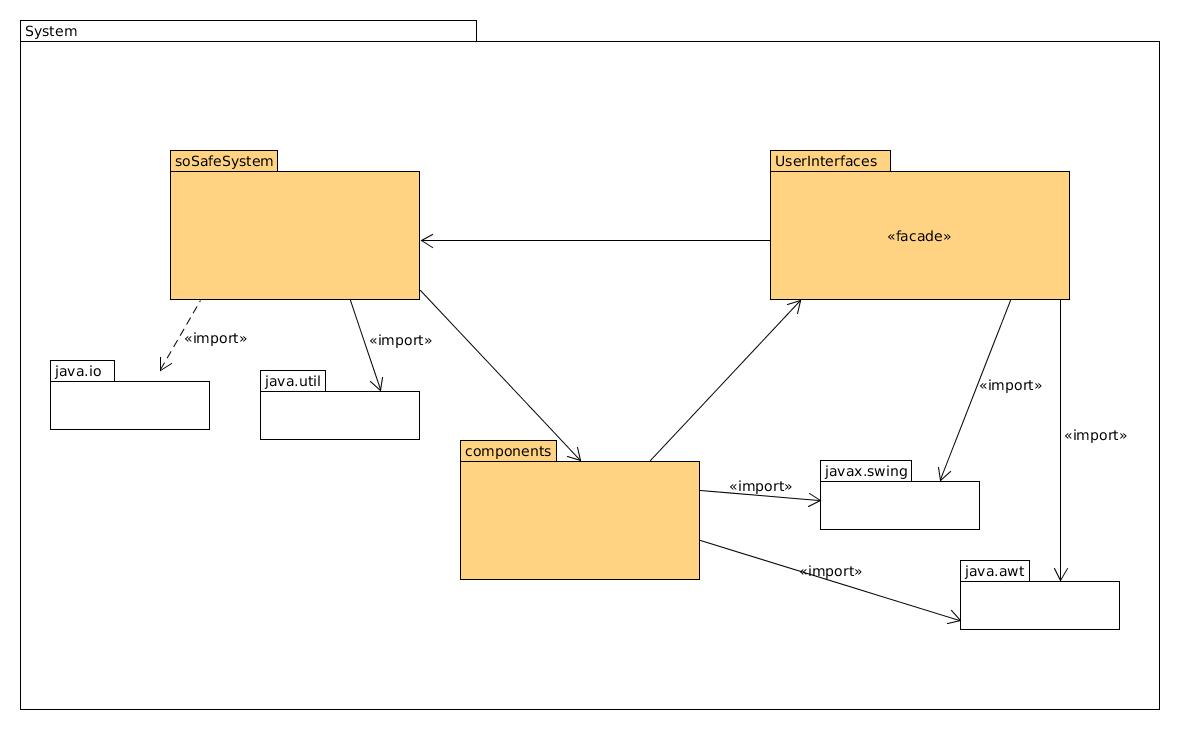 System
soSafeSystem
UserInterfaces
«facade»
«import»
«import»
java.io
java.util
«import»
«import»
components
javax.swing
«import»
«import»
java.awt